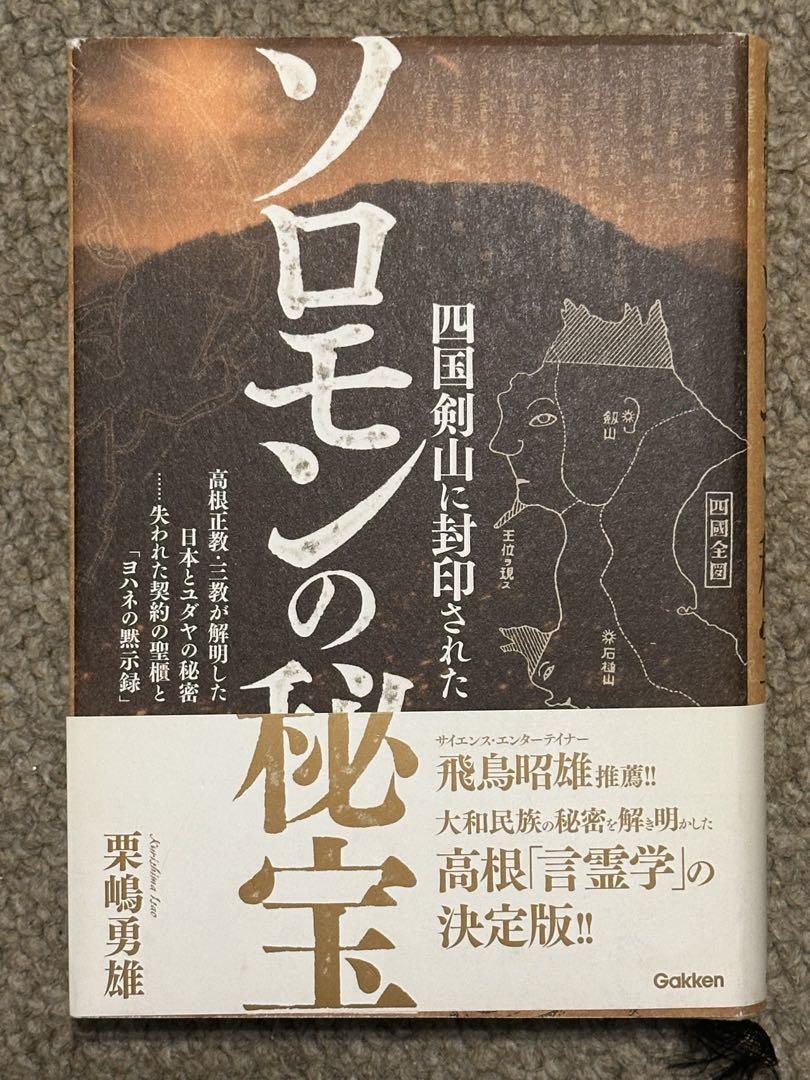 四国剣山に封印された
ソロモンの秘宝
高根正教・三教が解明した
日本とユダヤの秘密
……失われた契約の聖櫃と
「ヨハネの黙示録」
劔山
四國全図
王位ヲ現ス
石槌山
サイエンス・エンターテイナー
飛鳥昭雄推薦!!
大和民族の秘密を解き明かした
高根「言霊学」の
決定版!!
Kurishima Isao
栗嶋勇雄
Gakken